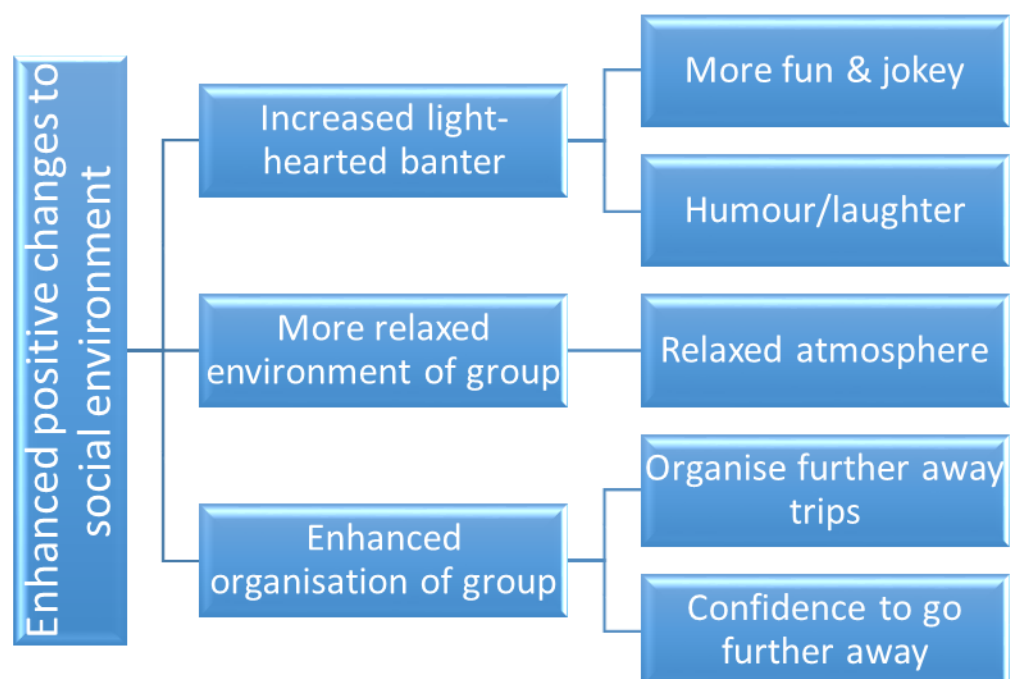 Enhanced positive changes to
social environment
Increased light-
hearted banter
More fun & jokey
Humour/laughter
More relaxed
environment of group
Relaxed atmosphere
Enhanced
organisation of group
Organise further away
trips
Confidence to go
further away